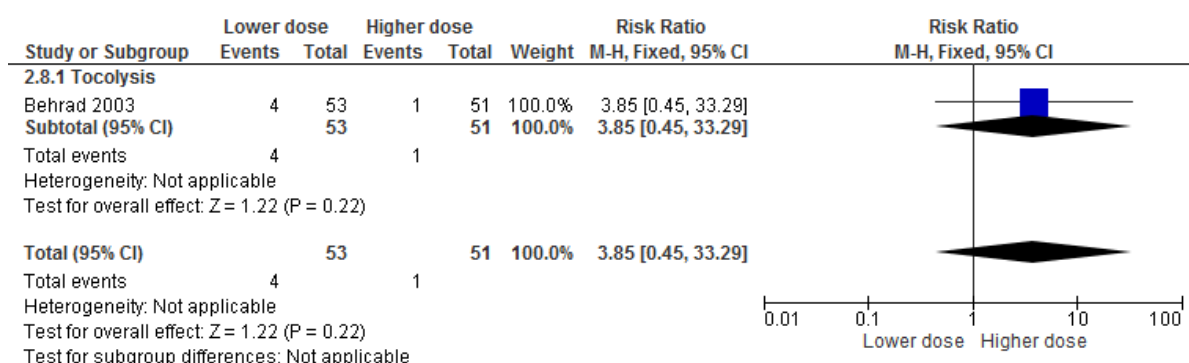 Lower dose Higher dose Risk Ratio Risk Ratio
Study or Subgroup Events Total Events Total Weight M-H, Fixed, 95% CI M-H, Fixed, 95% CI
2.8.1 Tocolysis
Behrad 2003 4 53 1 51 100.0% 3.85 [0.45, 33.29]
Subtotal (95% CI) 53 51 100.0% 3.85 [0.45, 33.29]
Total events 4 1
Heterogeneity: Not applicable
Test for overall effect: Z = 1.22 (P = 0.22)
Total (95% CI) 53 51 100.0% 3.85 [0.45, 33.29]
Total events 4 1
Heterogeneity: Not applicable
Test for overall effect: Z = 1.22 (P = 0.22)
Test for subgroup differences: Not applicable
0.01 0.1 1 10 100
Lower dose Higher dose